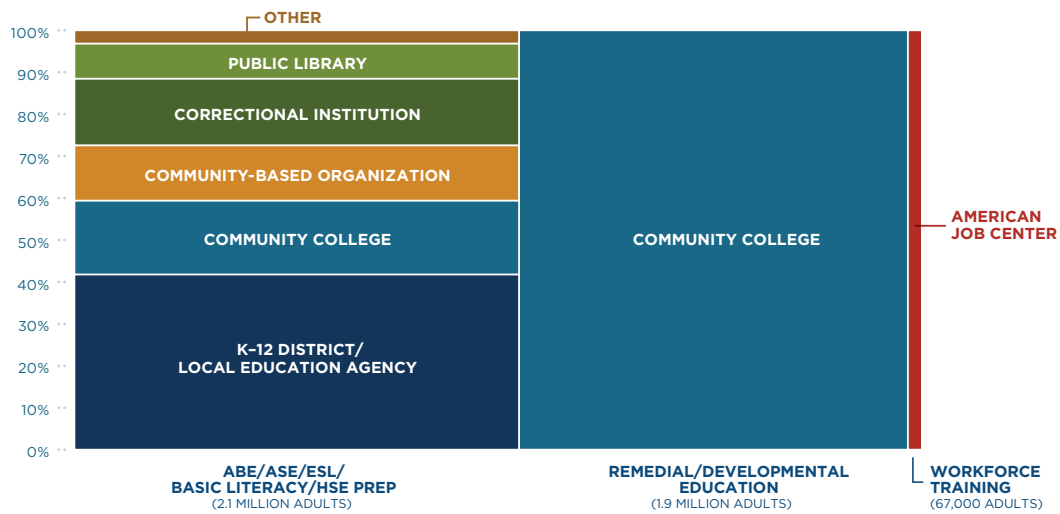 OTHER
100%
90%
80%
70%
60%
50%
40%
30%
20%
10%
0%
PUBLIC LIBRARY
CORRECTIONAL INSTITUTION
COMMUNITY-BASED ORGANIZATION
COMMUNITY COLLEGE
K–12 DISTRICT/
LOCAL EDUCATION AGENCY
COMMUNITY COLLEGE
AMERICAN
JOB CENTER
ABE/ASE/ESL/
BASIC LITERACY/HSE PREP
(2.1 MILLION ADULTS)
REMEDIAL/DEVELOPMENTAL
EDUCATION
(1.9 MILLION ADULTS)
WORKFORCE
TRAINING
(67,000 ADULTS)